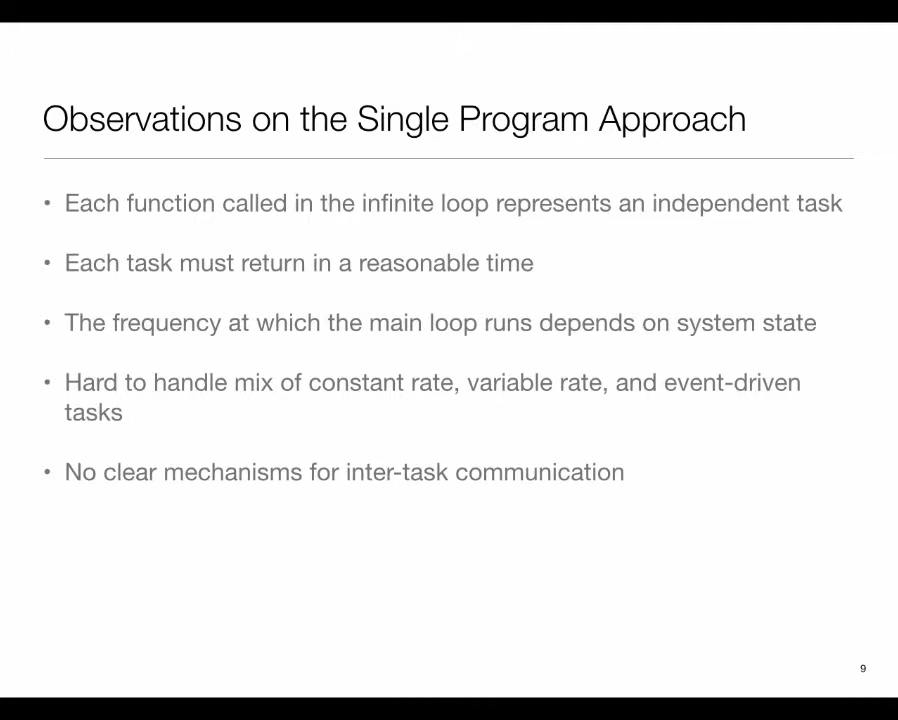 Observations on the Single Program Approach
• Each function called in the infinite loop represents an independent task
• Each task must return in a reasonable time
• The frequency at which the main loop runs depends on system state
• Hard to handle mix of constant rate, variable rate, and event-driven
tasks
• No clear mechanisms for inter-task communication
9